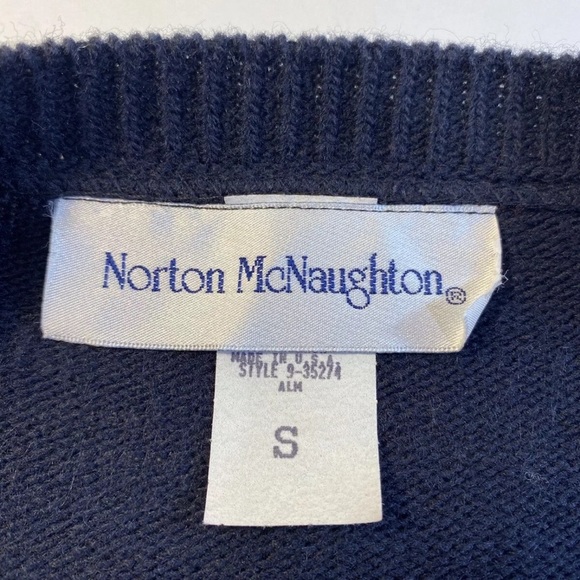 Norton McNaughton®
MADE IN U.S.A.
STYLE 9-35274
ALM
S